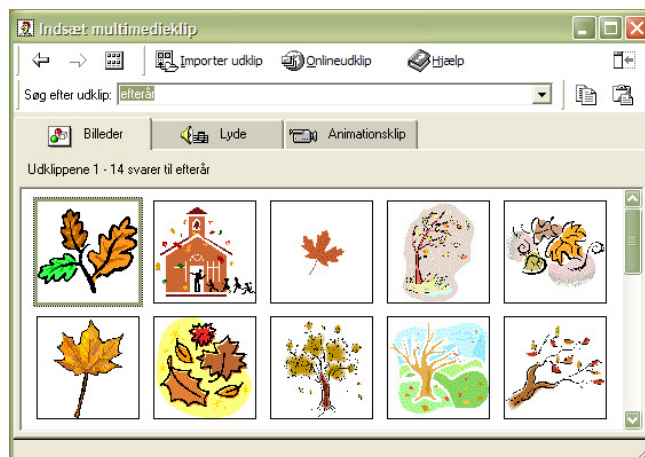 Indsæt multimedieklip
Importer udklip Onlineudklip Hjælp
Søg efter udklip: efterår
Billeder Lyde Animationsklip
Udklippene 1 - 14 svarer til efterår